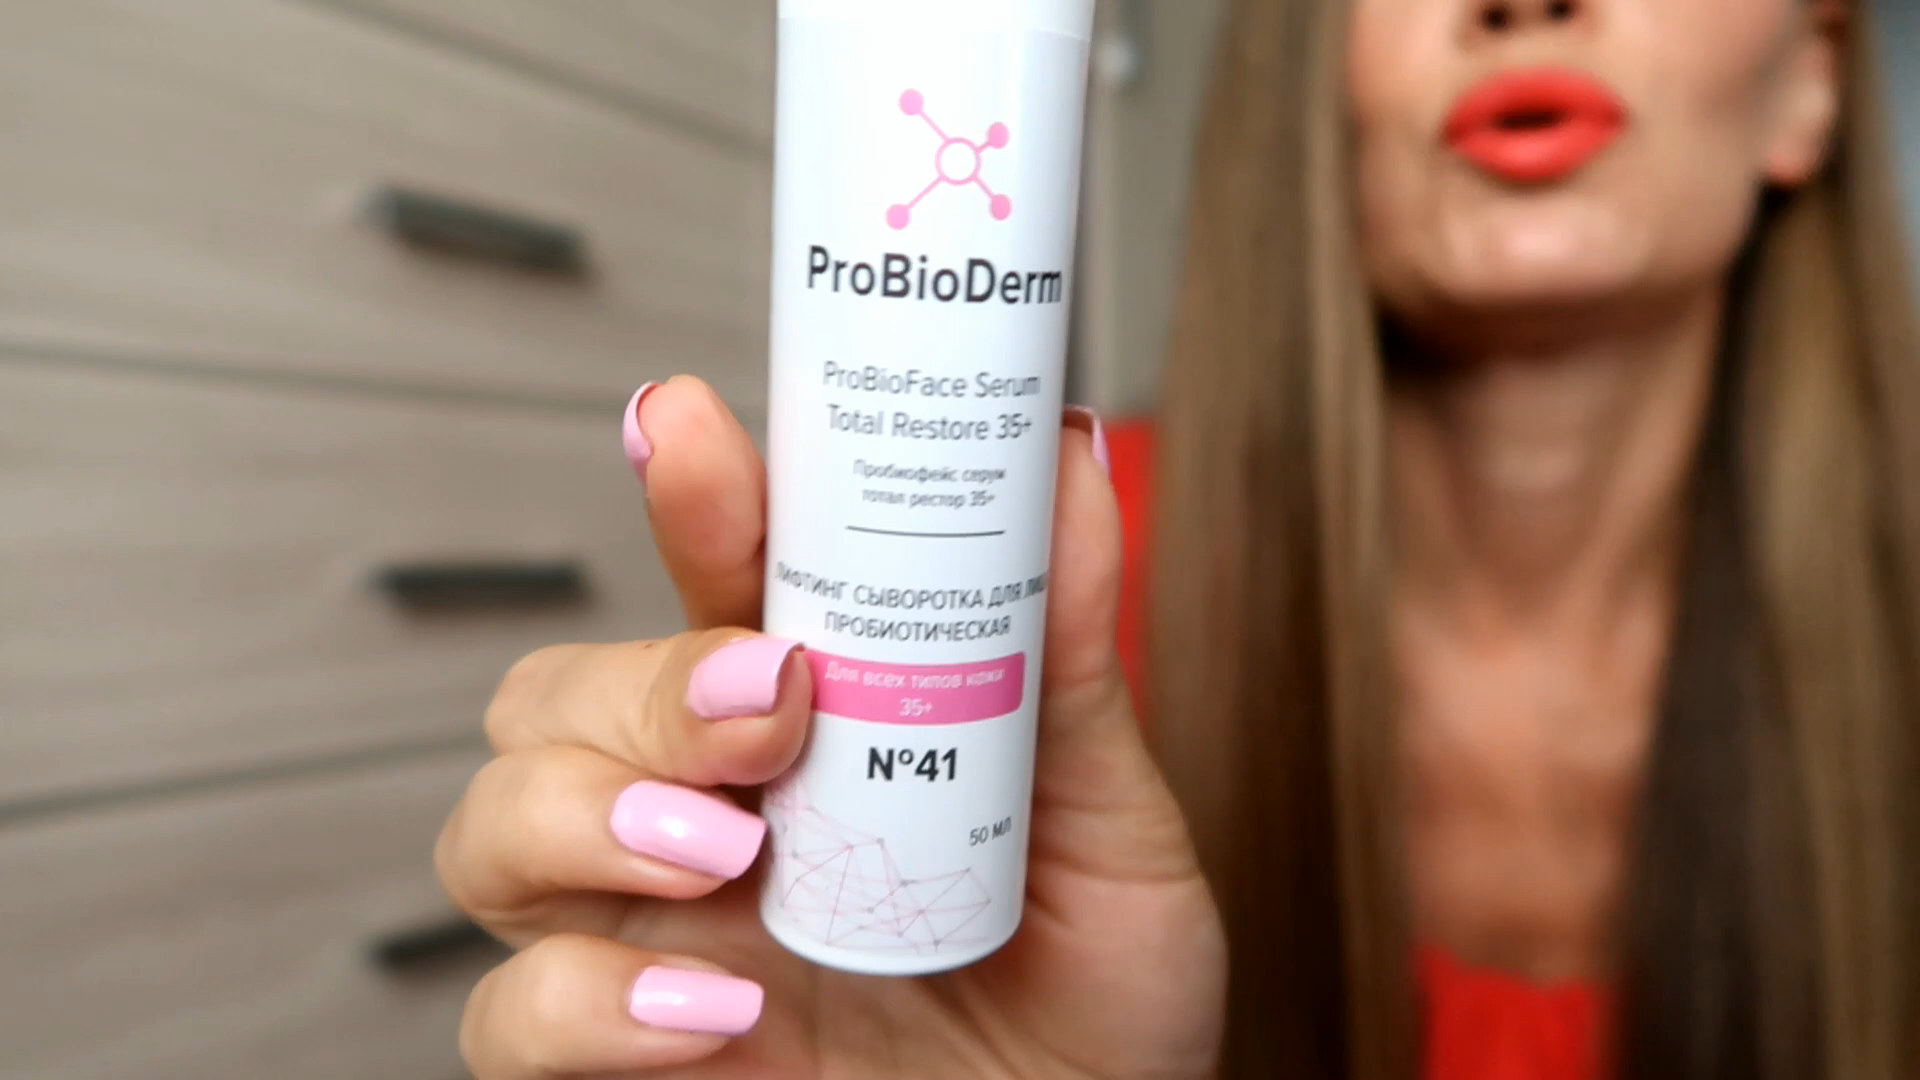 ProBioDerm
ProBioFace Serum
Total Restore 35+
Пробиофейс серум
тотал рестор 35+
ЛИФТИНГ СЫВОРОТКА ДЛЯ ЛИЦА
ПРОБИОТИЧЕСКАЯ
Для всех типов кожи
35+
Nº41
50 МЛ